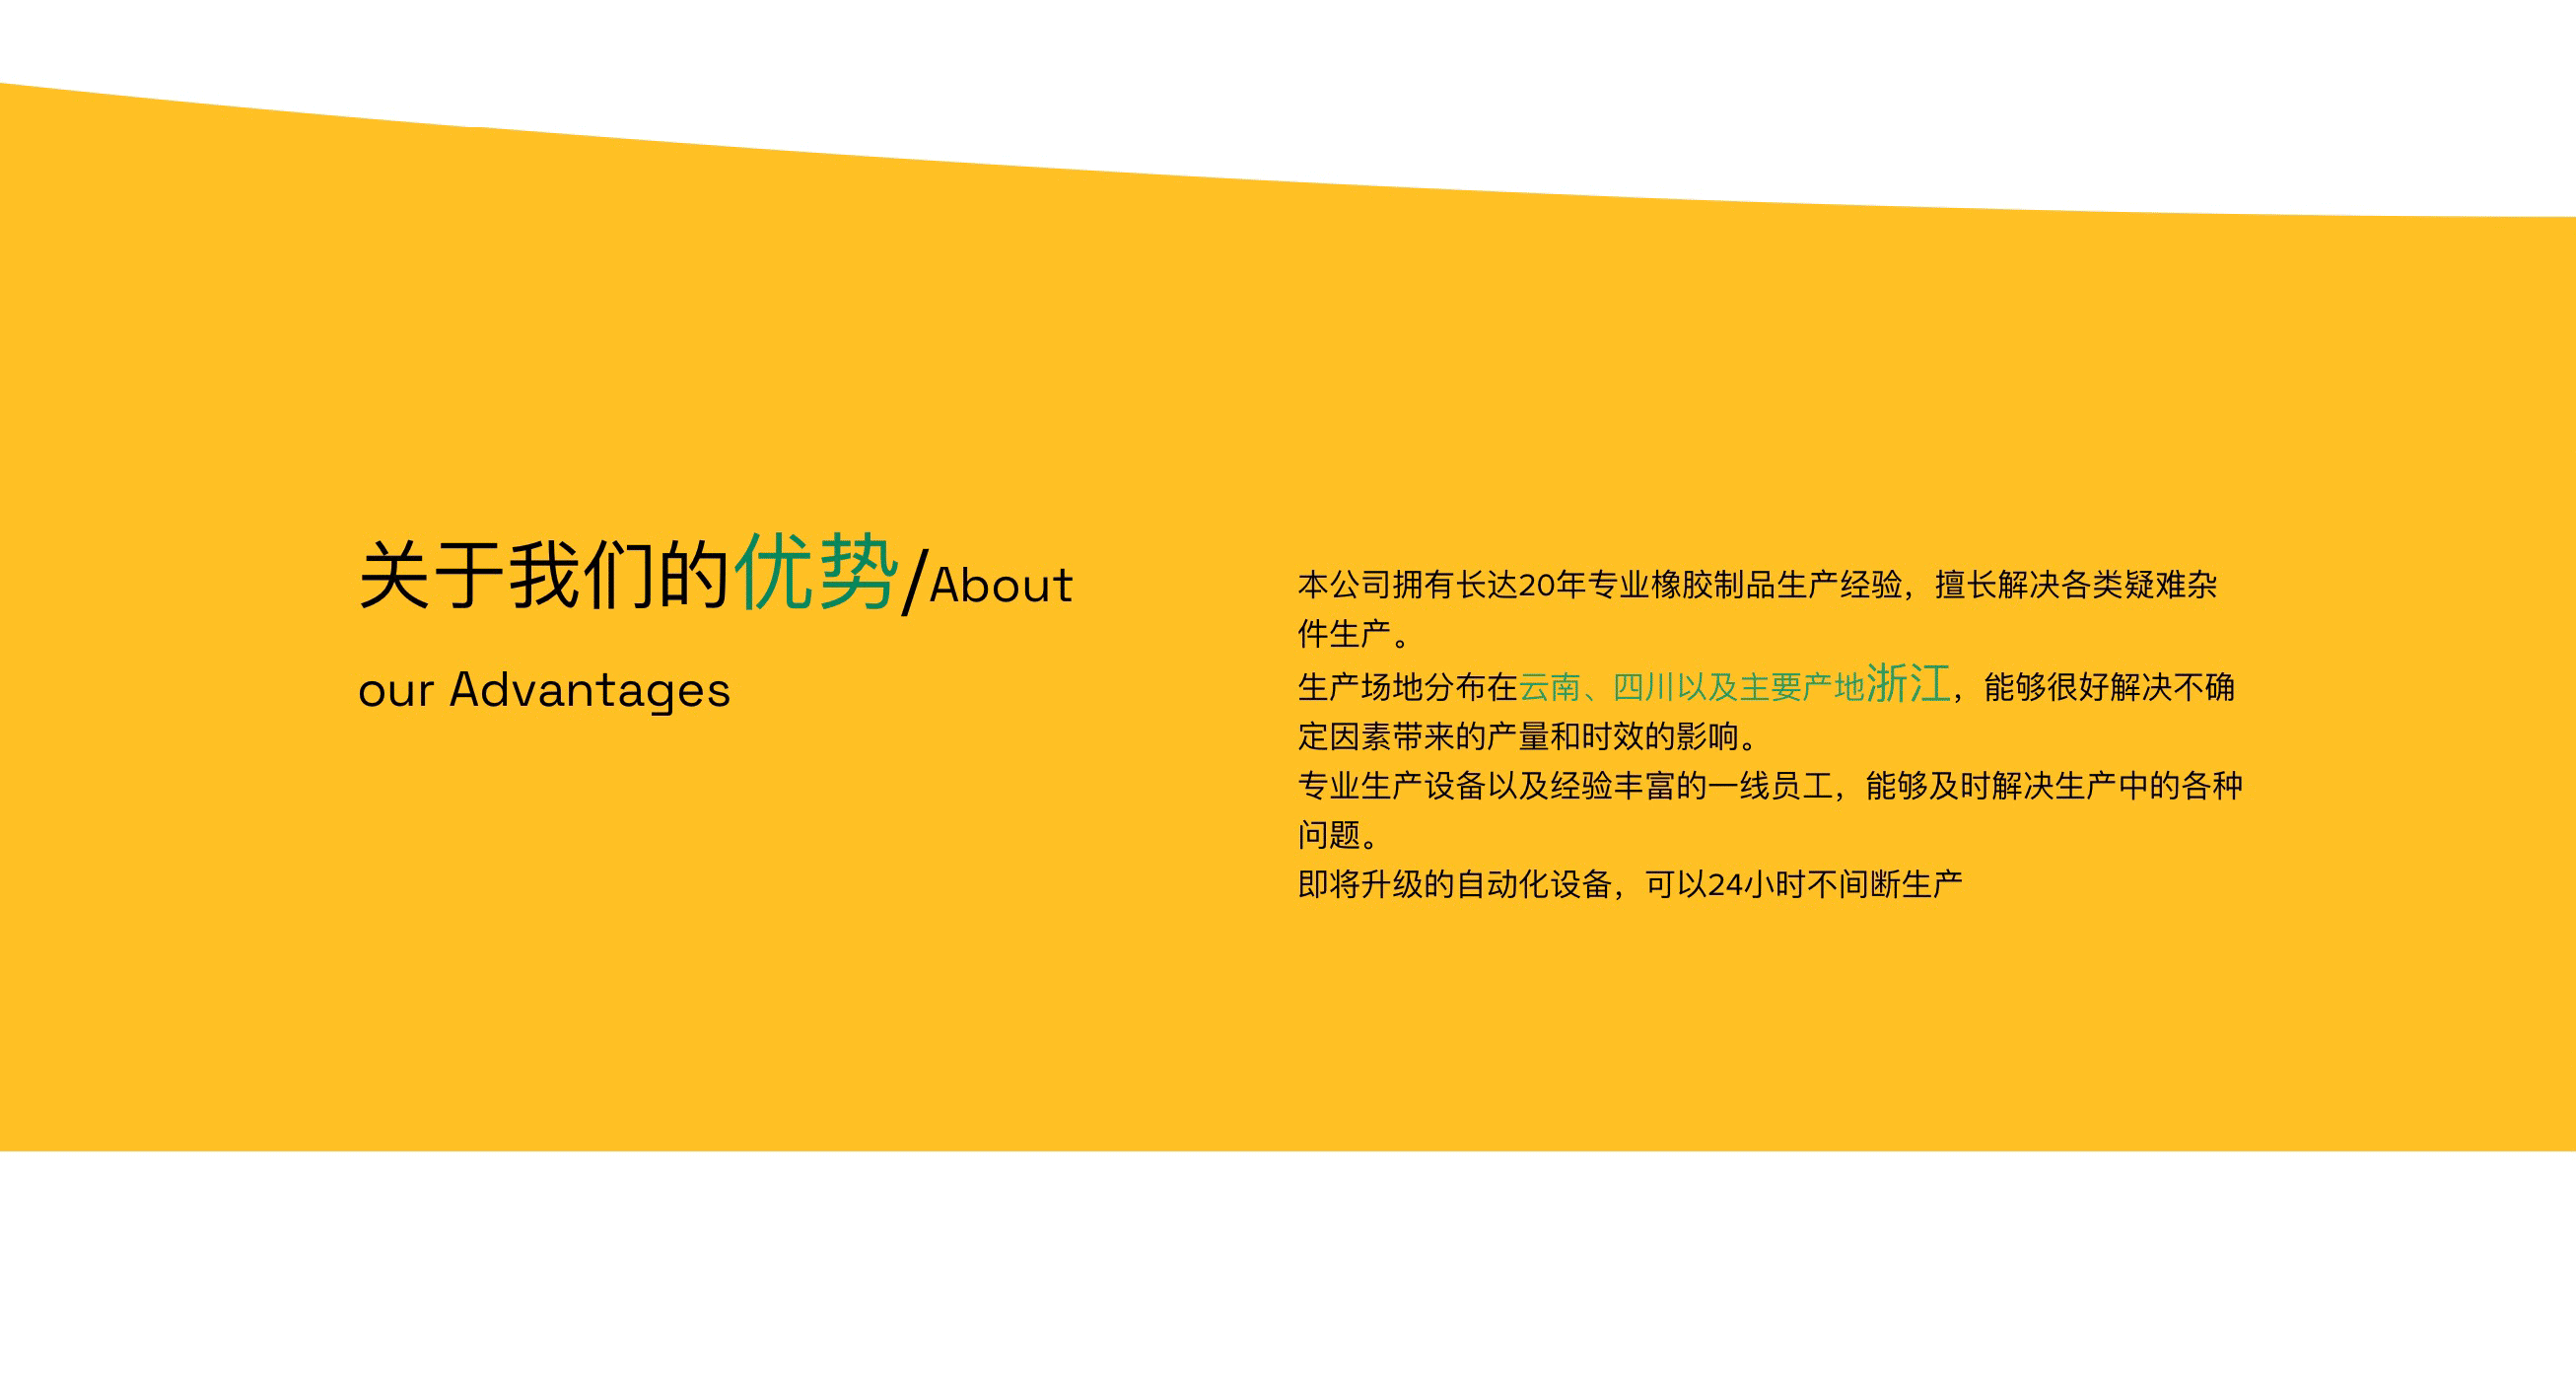 关于我们的优势/About
our Advantages
本公司拥有长达20年专业橡胶制品生产经验，擅长解决各类疑难杂
件生产。
生产场地分布在云南、四川以及主要产地浙江，能够很好解决不确
定因素带来的产量和时效的影响。
专业生产设备以及经验丰富的一线员工，能够及时解决生产中的各种
问题。
即将升级的自动化设备，可以24小时不间断生产